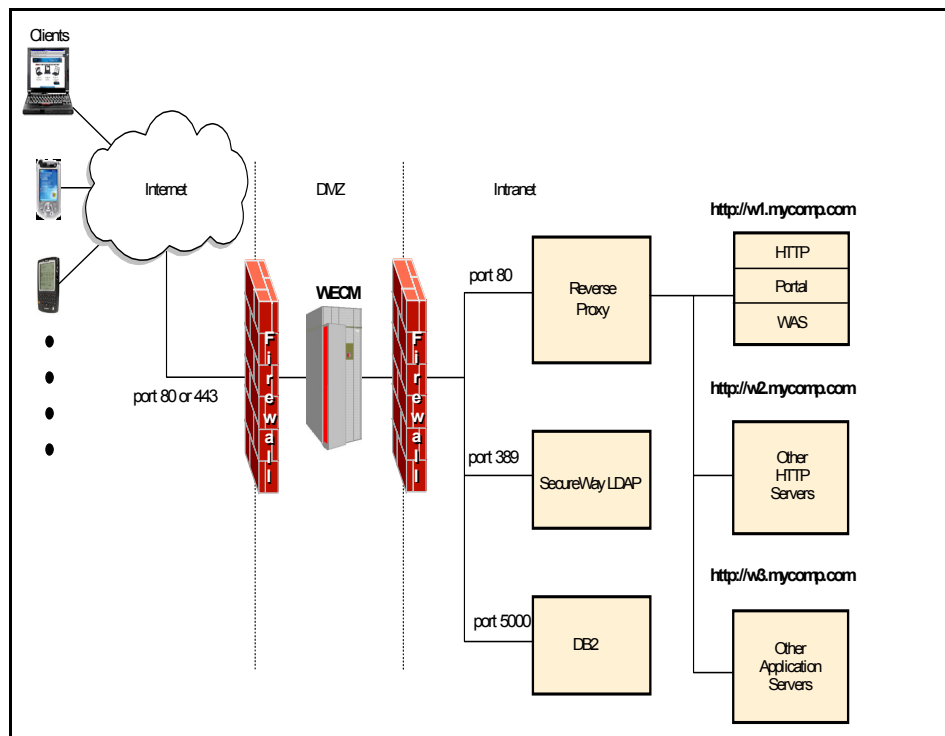 Clients
Internet
DMZ
Intranet
http://w1.mycomp.com
HTTP
Portal
WAS
port 80
Reverse
Proxy
WECM
Firewall
Firewall
port 80 or 443
http://w2.mycomp.com
port 389
SecureWay LDAP
Other
HTTP
Servers
http://w3.mycomp.com
port 5000
DB2
Other
Application
Servers